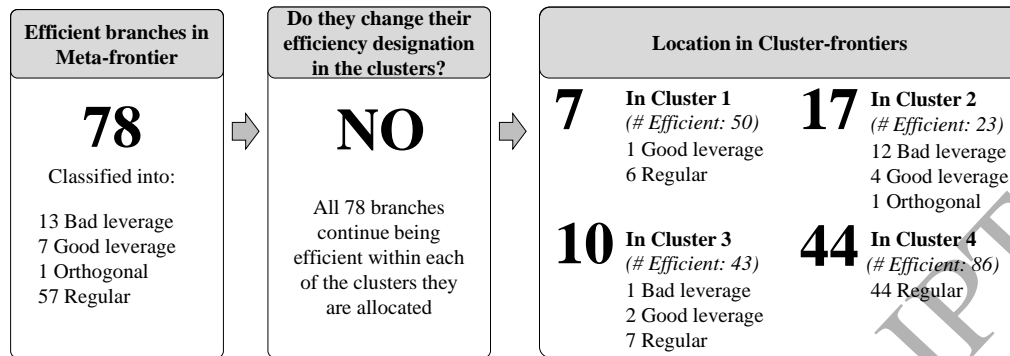 Efficient branches in
Meta-frontier
78
Classified into:
13 Bad leverage
7 Good leverage
1 Orthogonal
57 Regular
Do they change their
efficiency designation
in the clusters?
NO
All 78 branches
continue being
efficient within each
of the clusters they
are allocated
Location in Cluster-frontiers
7
In Cluster 1
(# Efficient: 50)
1 Good leverage
6 Regular
17
In Cluster 2
(# Efficient: 23)
12 Bad leverage
4 Good leverage
1 Orthogonal
10
In Cluster 3
(# Efficient: 43)
1 Bad leverage
2 Good leverage
7 Regular
44
In Cluster 4
(# Efficient: 86)
44 Regular
IPT